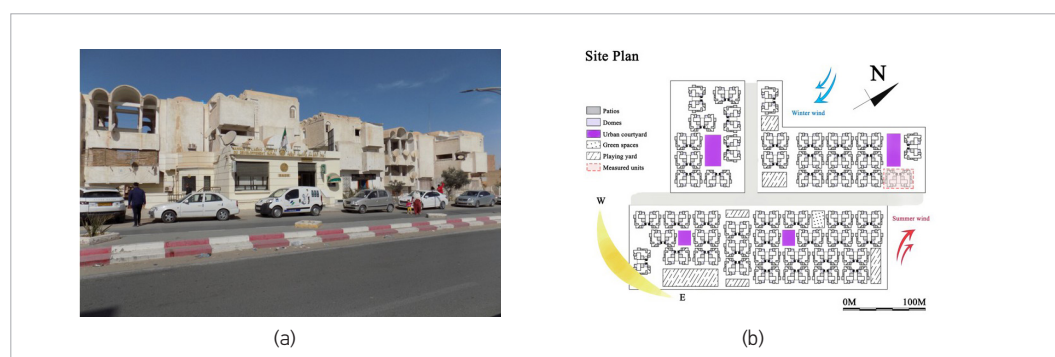 Site Plan
Patios
Domes
Urban courtyard
Green spaces
Playing yard
Measured units
Winter wind
N
W
Summer wind
E
0M 100M
(a)
(b)